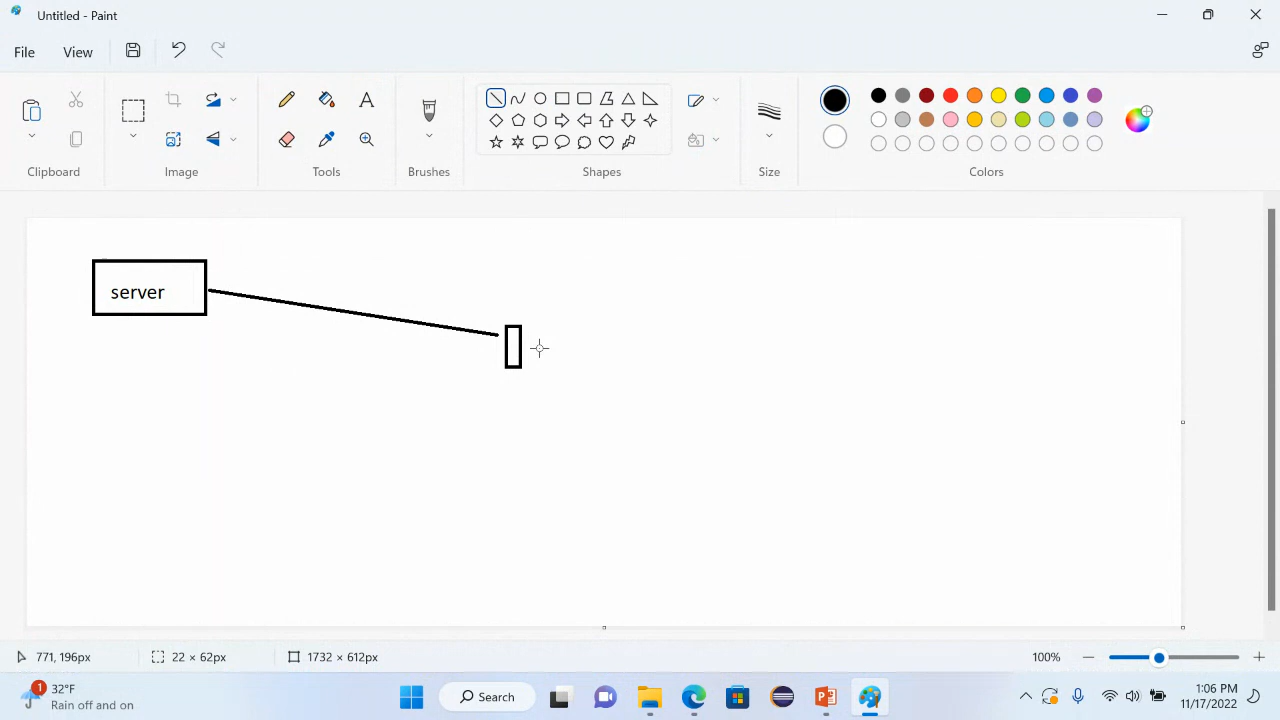 Untitled - Paint
File View
Clipboard Image Tools Brushes Shapes Size Colors
server
771, 196px 22 × 62px 1732 × 612px 100%
1 32°F
Rain off and on
Search
1:06 PM
11/17/2022